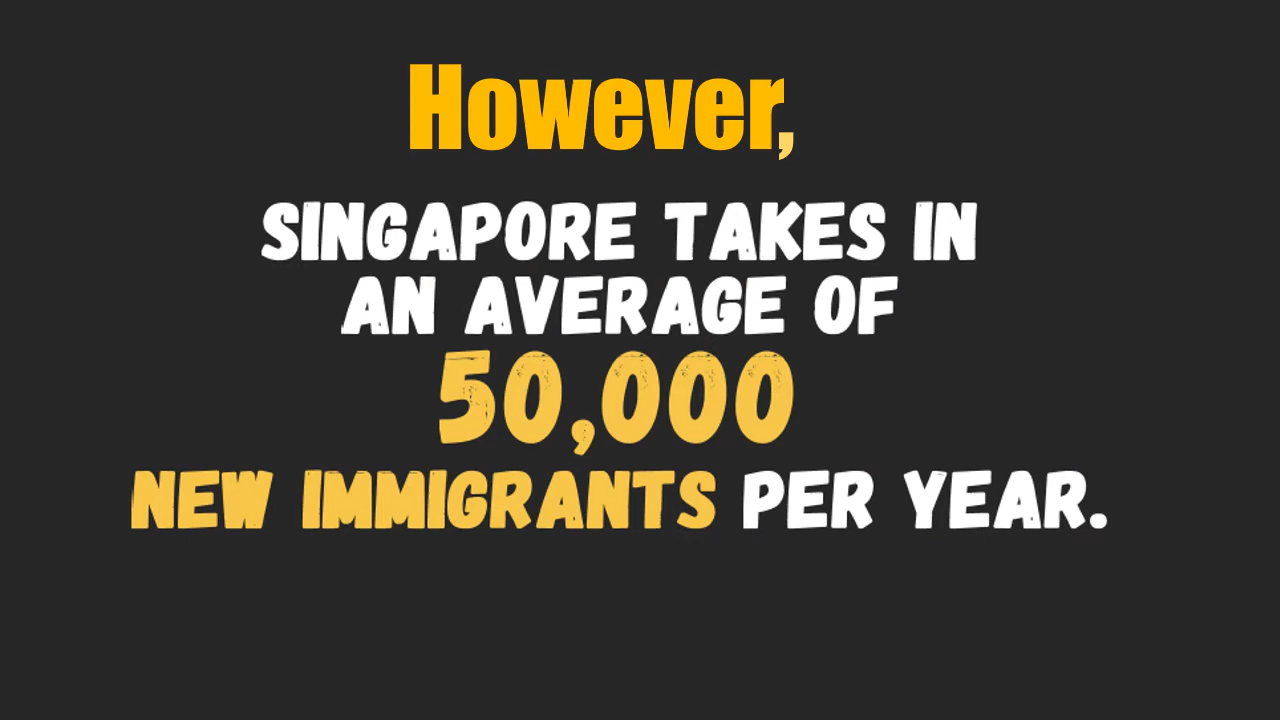 However,
SINGAPORE TAKES IN
AN AVERAGE OF
50,000
NEW IMMIGRANTS PER YEAR.